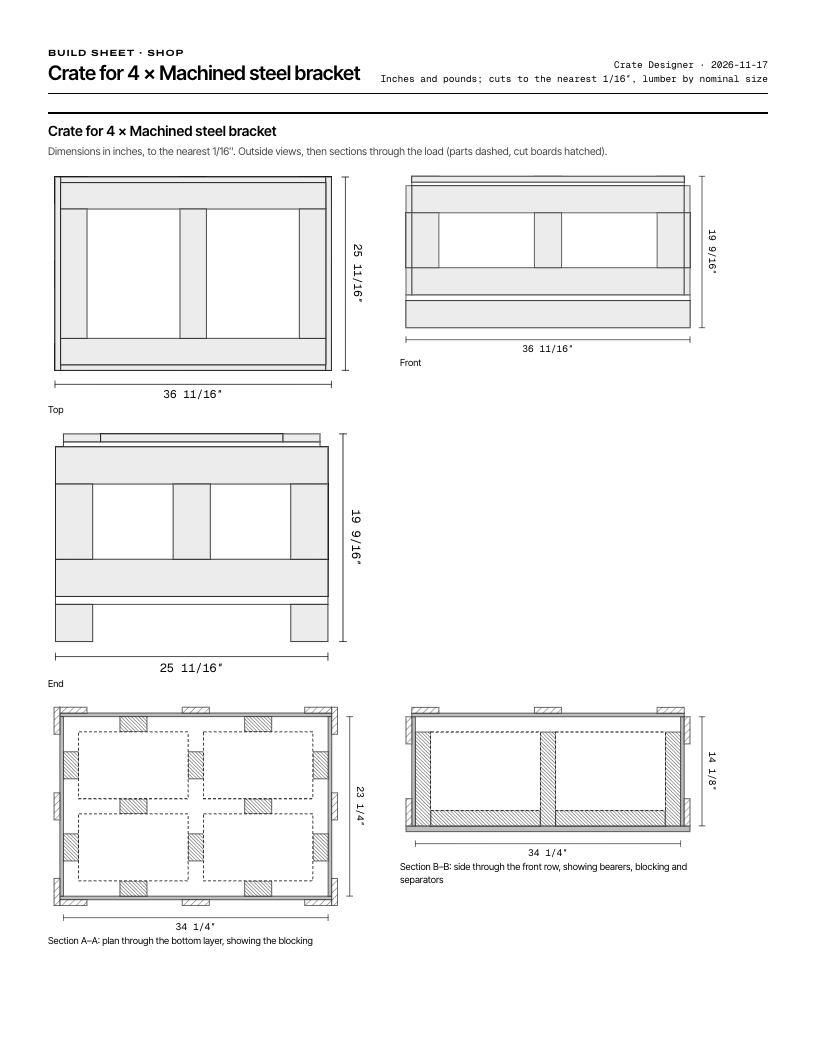 BUILD SHEET · SHOP
Crate for 4 × Machined steel bracket
Crate Designer · 2026-11-17
Inches and pounds; cuts to the nearest 1/16″, lumber by nominal size
Crate for 4 × Machined steel bracket
Dimensions in inches, to the nearest 1/16″. Outside views, then sections through the load (parts dashed, cut boards hatched).
25 11/16″
36 11/16″
Top
19 9/16″
36 11/16″
Front
19 9/16″
25 11/16″
End
23 1/4″
34 1/4″
Section A–A: plan through the bottom layer, showing the blocking
14 1/8″
34 1/4″
Section B–B: side through the front row, showing bearers, blocking and
separators